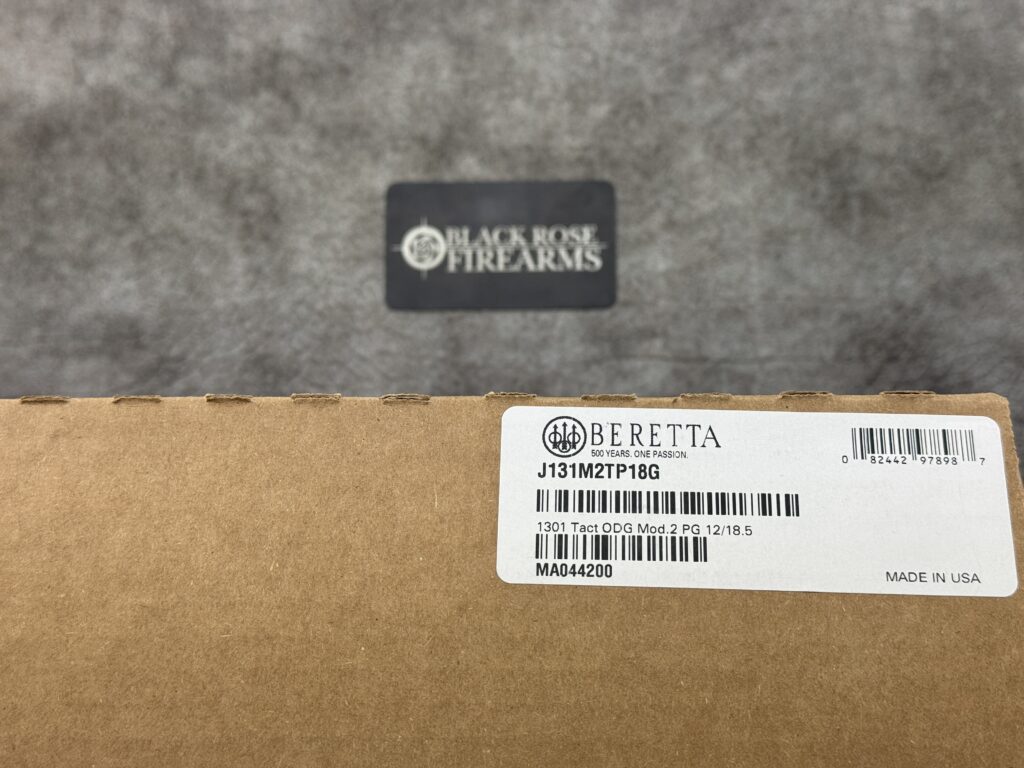 BLACK ROSE
FIREARMS
BERETTA
500 YEARS. ONE PASSION.
J131M2TP18G
0 82442 97898 7
1301 Tact ODG Mod.2 PG 12/18.5
MA044200
MADE IN USA